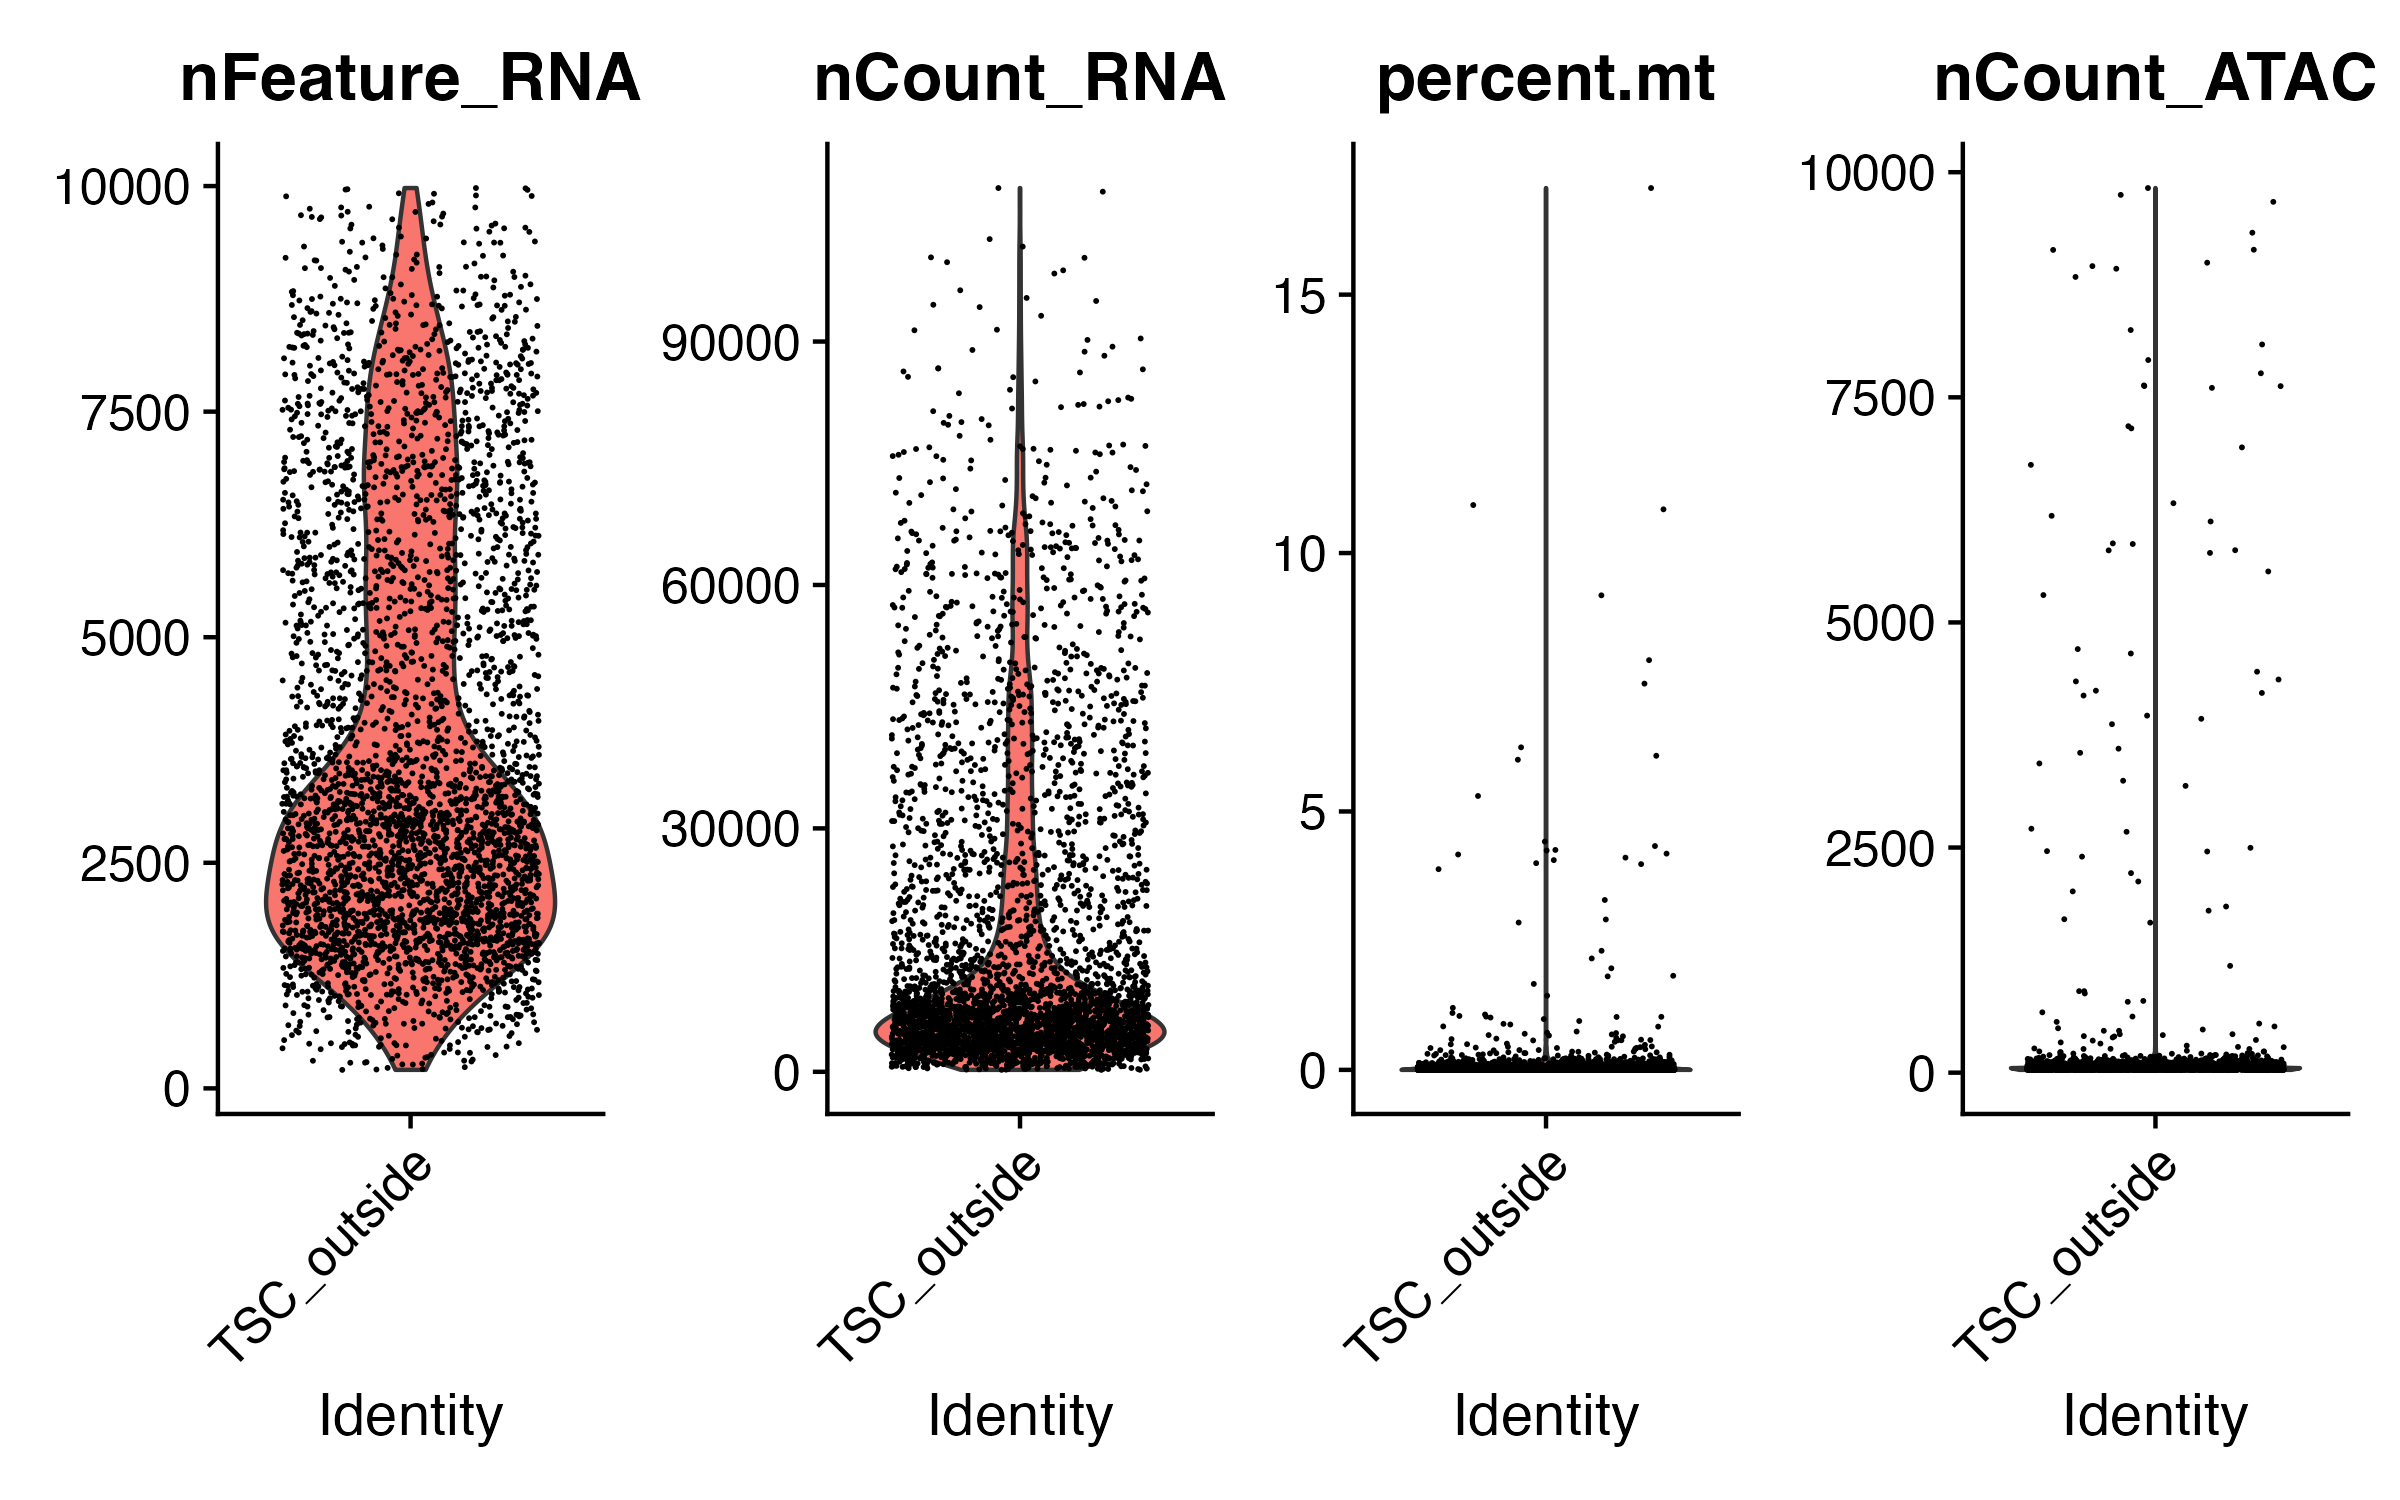 nFeature_RNA
10000
7500
5000
2500
0
TSC_outside
Identity
nCount_RNA
90000
60000
30000
0
TSC_outside
Identity
percent.mt
15
10
5
0
TSC_outside
Identity
nCount_ATAC
10000
7500
5000
2500
0
TSC_outside
Identity